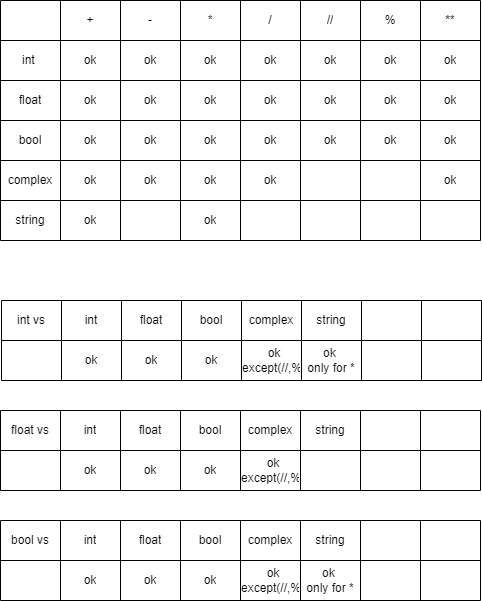 + - * / // % **
int ok ok ok ok ok ok ok
float ok ok ok ok ok ok ok
bool ok ok ok ok ok ok ok
complex ok ok ok ok ok
string ok ok
int vs int float bool complex string
ok ok ok ok except(//,% ok only for *
float vs int float bool complex string
ok ok ok ok except(//,%
bool vs int float bool complex string
ok ok ok ok except(//,% ok only for *